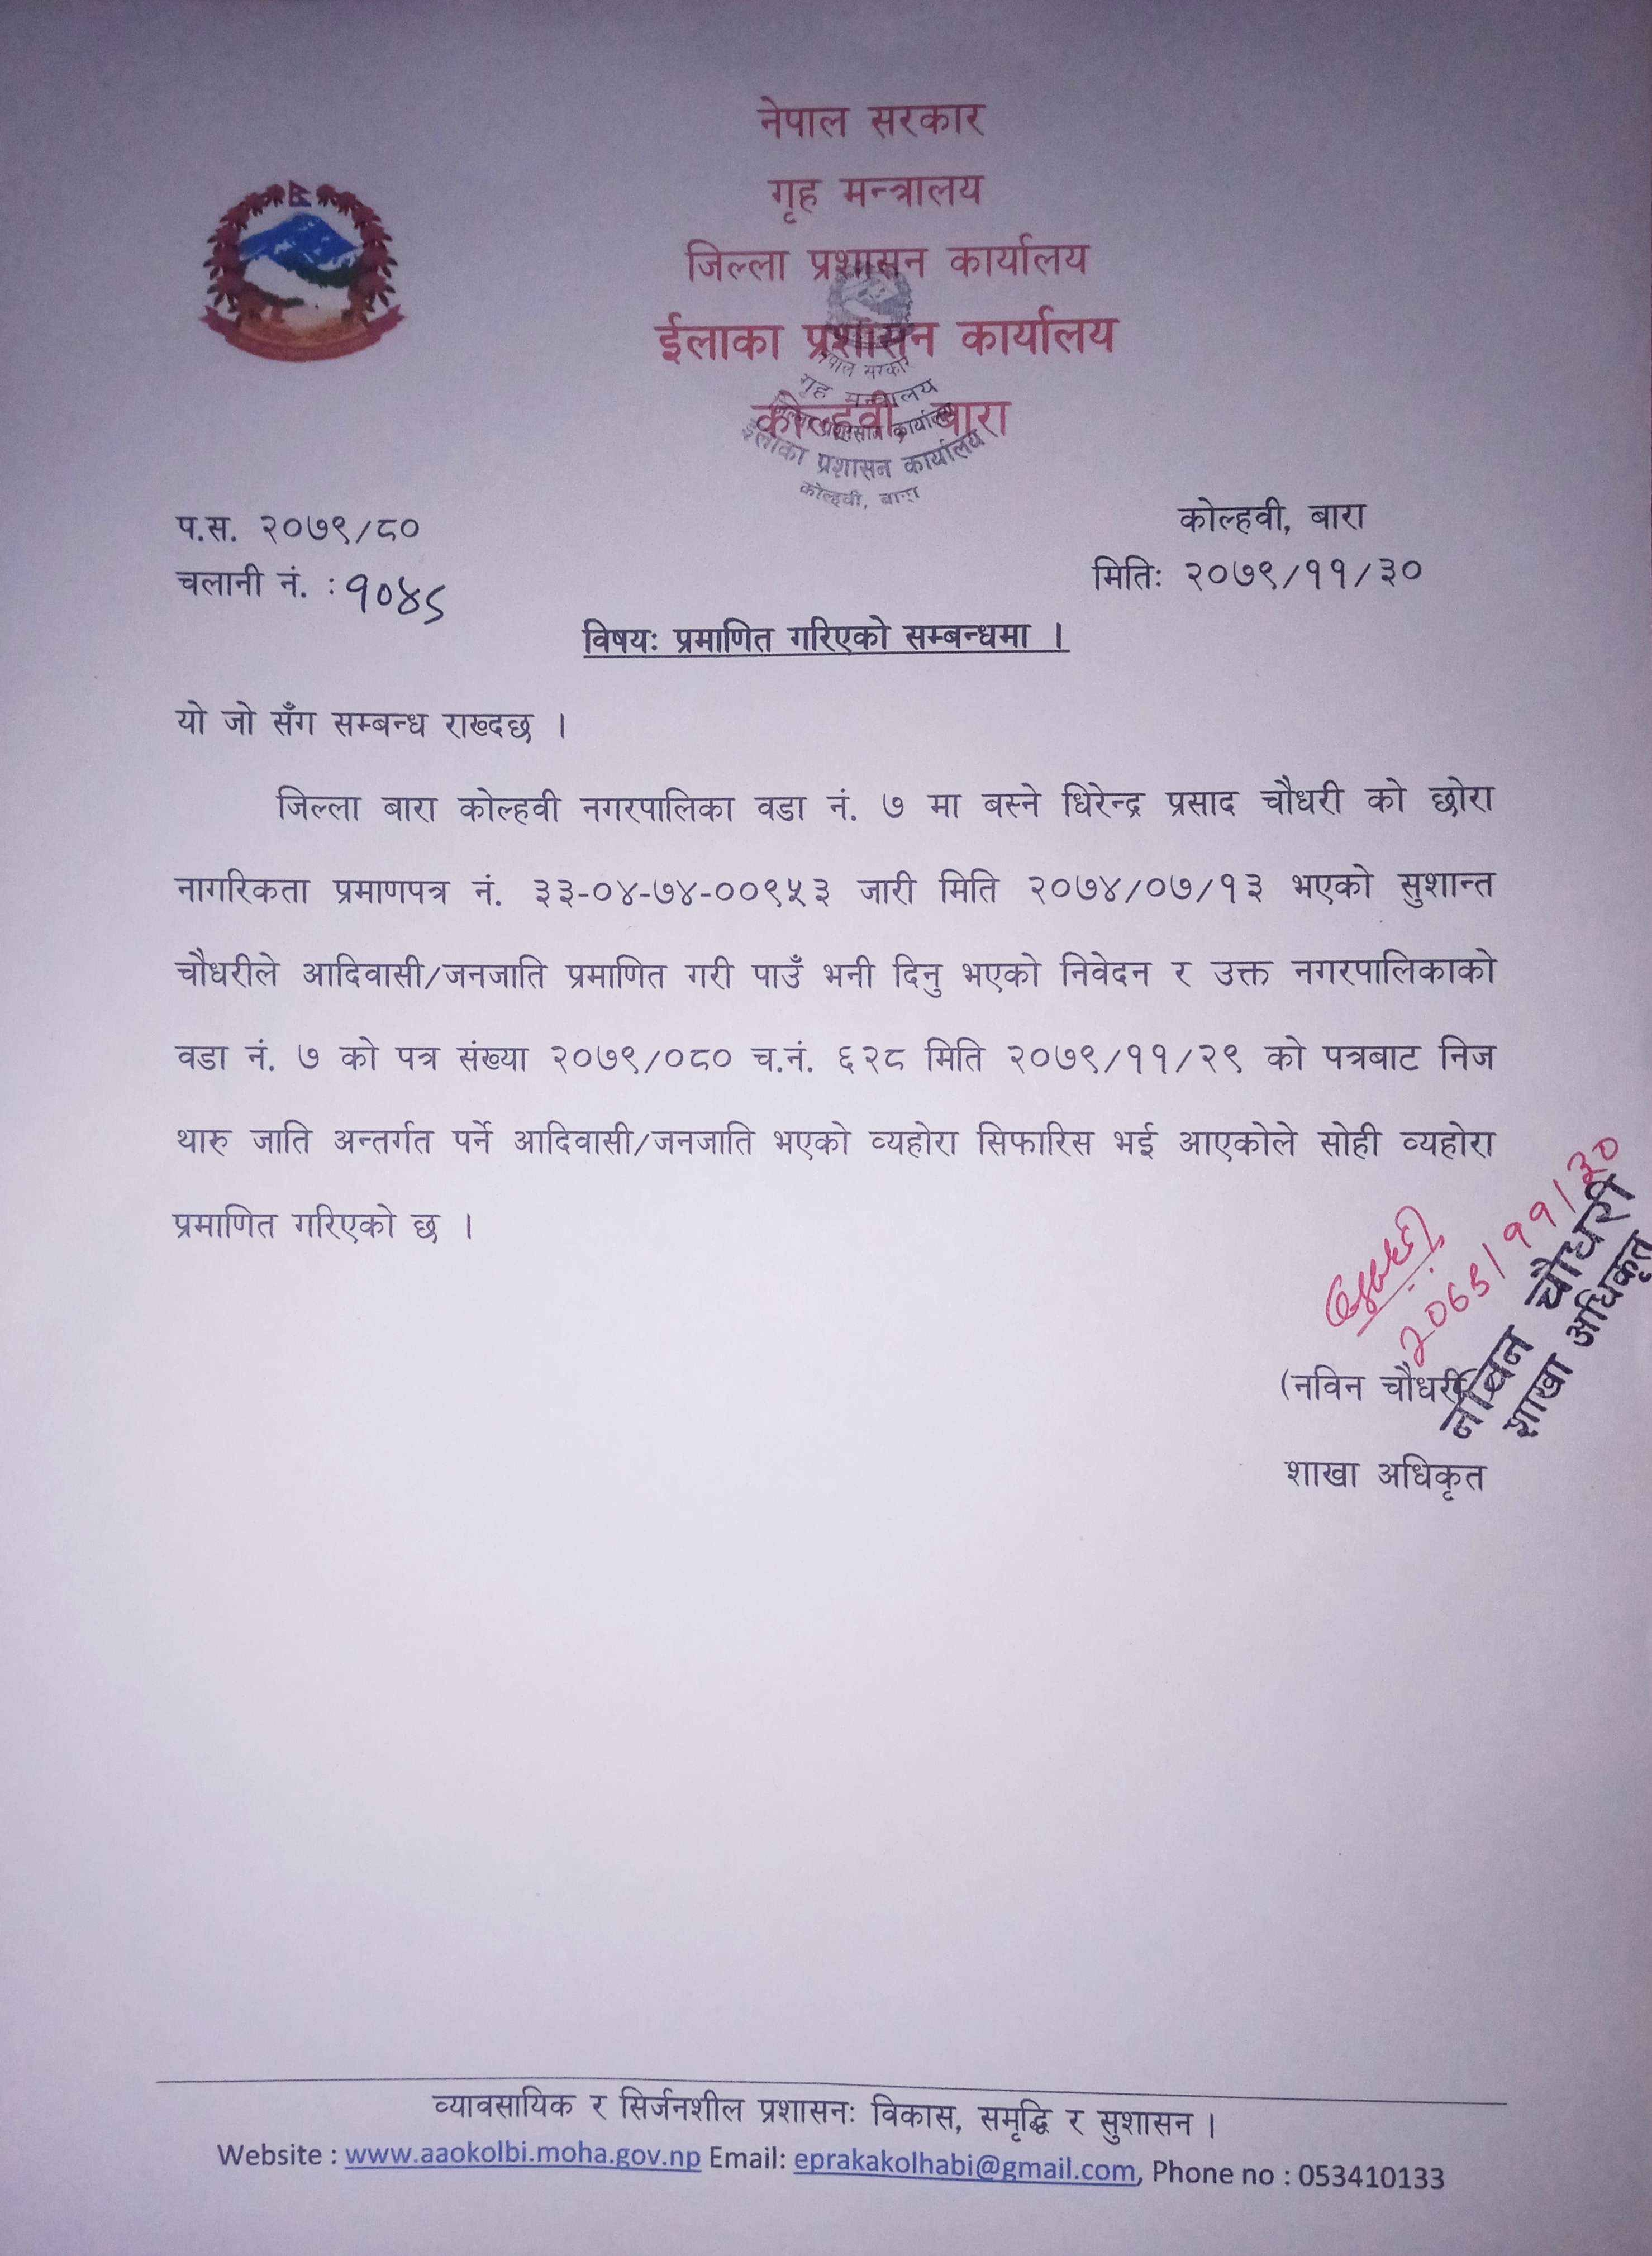 नेपाल सरकार
गृह मन्त्रालय
जिल्ला प्रशासन कार्यालय
ईलाका प्रशासन कार्यालय
कोल्हवी, बारा
नेपाल सरकार
गृह मन्त्रालय
जिल्ला प्रशासन कार्यालय
ईलाका प्रशासन कार्यालय
कोल्हवी, बारा
प.स. २०७९/८०
कोल्हवी, बारा
चलानी नं. : १०४९
मितिः २०७९/११/३०
विषयः प्रमाणित गरिएको सम्बन्धमा ।
यो जो सँग सम्बन्ध राख्दछ ।
जिल्ला बारा कोल्हवी नगरपालिका वडा नं. ७ मा बस्ने धिरेन्द्र प्रसाद चौधरी को छोरा
नागरिकता प्रमाणपत्र नं. ३३-०४-७४-००९५३ जारी मिति २०७४/०७/१३ भएको सुशान्त
चौधरीले आदिवासी/जनजाति प्रमाणित गरी पाउँ भनी दिनु भएको निवेदन र उक्त नगरपालिकाको
वडा नं. ७ को पत्र संख्या २०७९/०८० च.नं. ६२८ मिति २०७९/११/२९ को पत्रबाट निज
थारु जाति अन्तर्गत पर्ने आदिवासी/जनजाति भएको व्यहोरा सिफारिस भई आएकोले सोही व्यहोरा
प्रमाणित गरिएको छ ।
२०७९/११/३०
(नविन चौधरी
नविन चौधरी
शाखा अधिकृत
शाखा अधिकृत
व्यावसायिक र सिर्जनशील प्रशासनः विकास, समृद्धि र सुशासन ।
Website : www.aaokolbi.moha.gov.np Email: eprakakolhabi@gmail.com, Phone no : 053410133